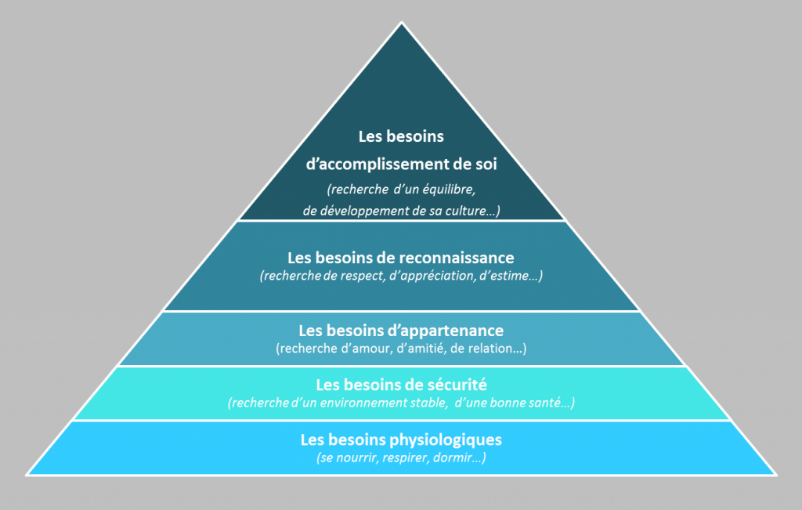 Les besoins
d'accomplissement de soi
(recherche d'un équilibre,
de développement de sa culture...)
Les besoins de reconnaissance
(recherche de respect, d'appréciation, d'estime...)
Les besoins d'appartenance
(recherche d'amour, d'amitié, de relation...)
Les besoins de sécurité
(recherche d'un environnement stable, d'une bonne santé...)
Les besoins physiologiques
(se nourrir, respirer, dormir...)